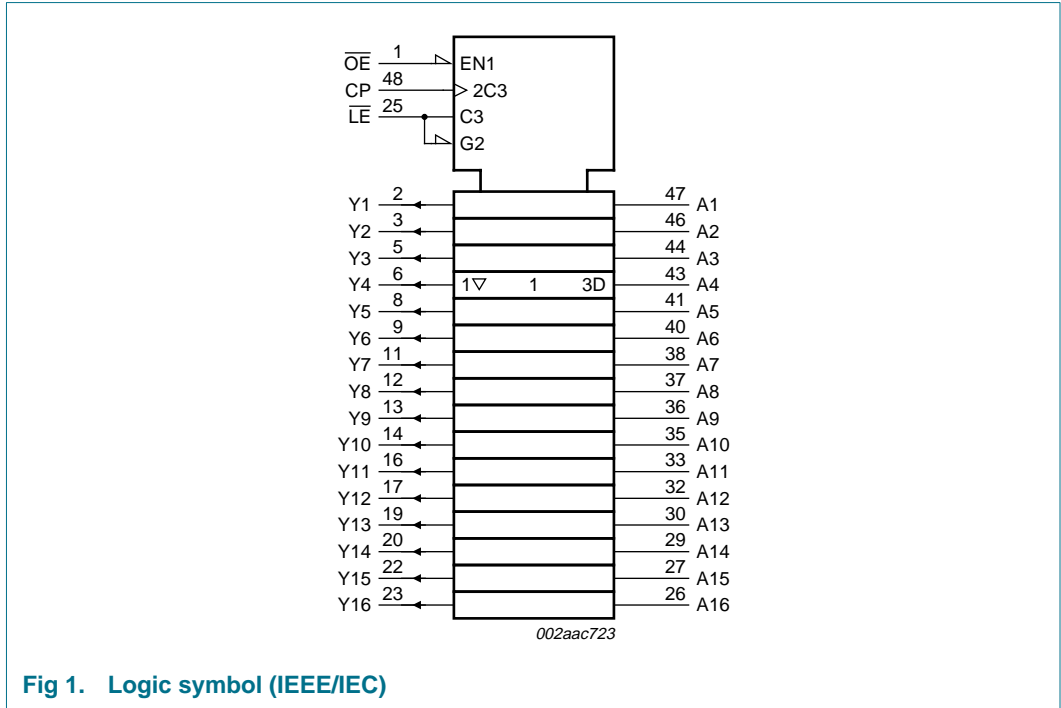 O̅E̅ 1 EN1
CP 48 2C3
L̅E̅ 25 C3
G2
Y1 2 47 A1
Y2 3 46 A2
Y3 5 44 A3
Y4 6 1▽ 1 3D 43 A4
Y5 8 41 A5
Y6 9 40 A6
Y7 11 38 A7
Y8 12 37 A8
Y9 13 36 A9
Y10 14 35 A10
Y11 16 33 A11
Y12 17 32 A12
Y13 19 30 A13
Y14 20 29 A14
Y15 22 27 A15
Y16 23 26 A16
002aac723
Fig 1. Logic symbol (IEEE/IEC)